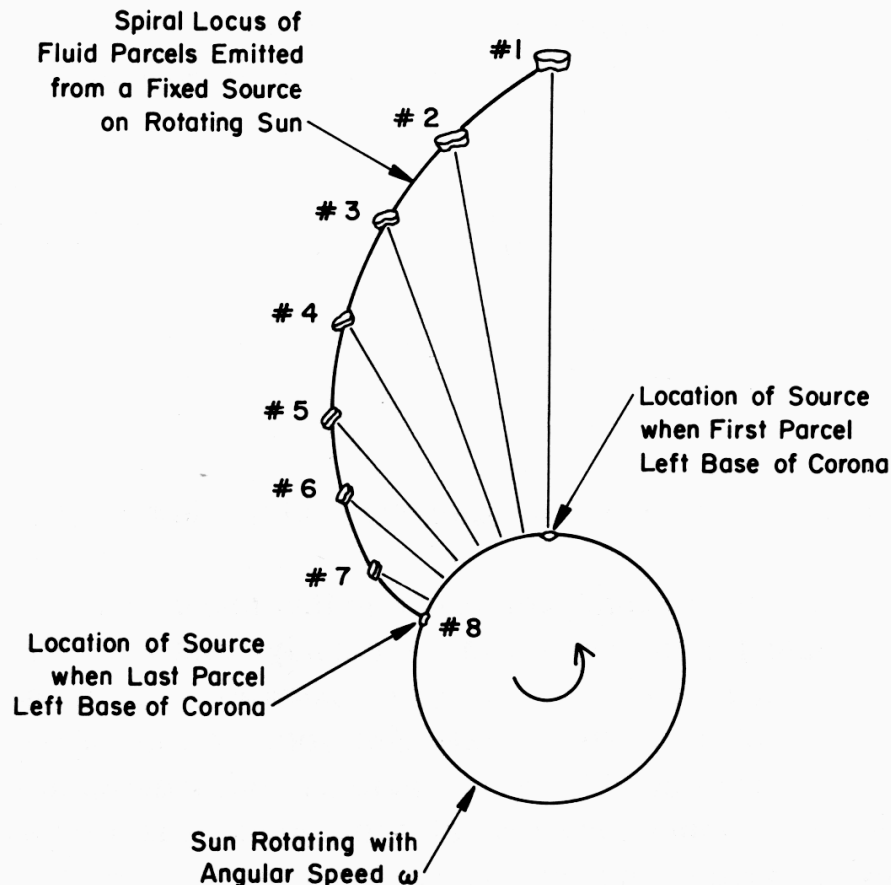 Spiral Locus of
Fluid Parcels Emitted
from a Fixed Source
on Rotating Sun
#1
#2
#3
#4
#5
#6
#7
#8
Location of Source
when First Parcel
Left Base of Corona
Location of Source
when Last Parcel
Left Base of Corona
Sun Rotating with
Angular Speed ω